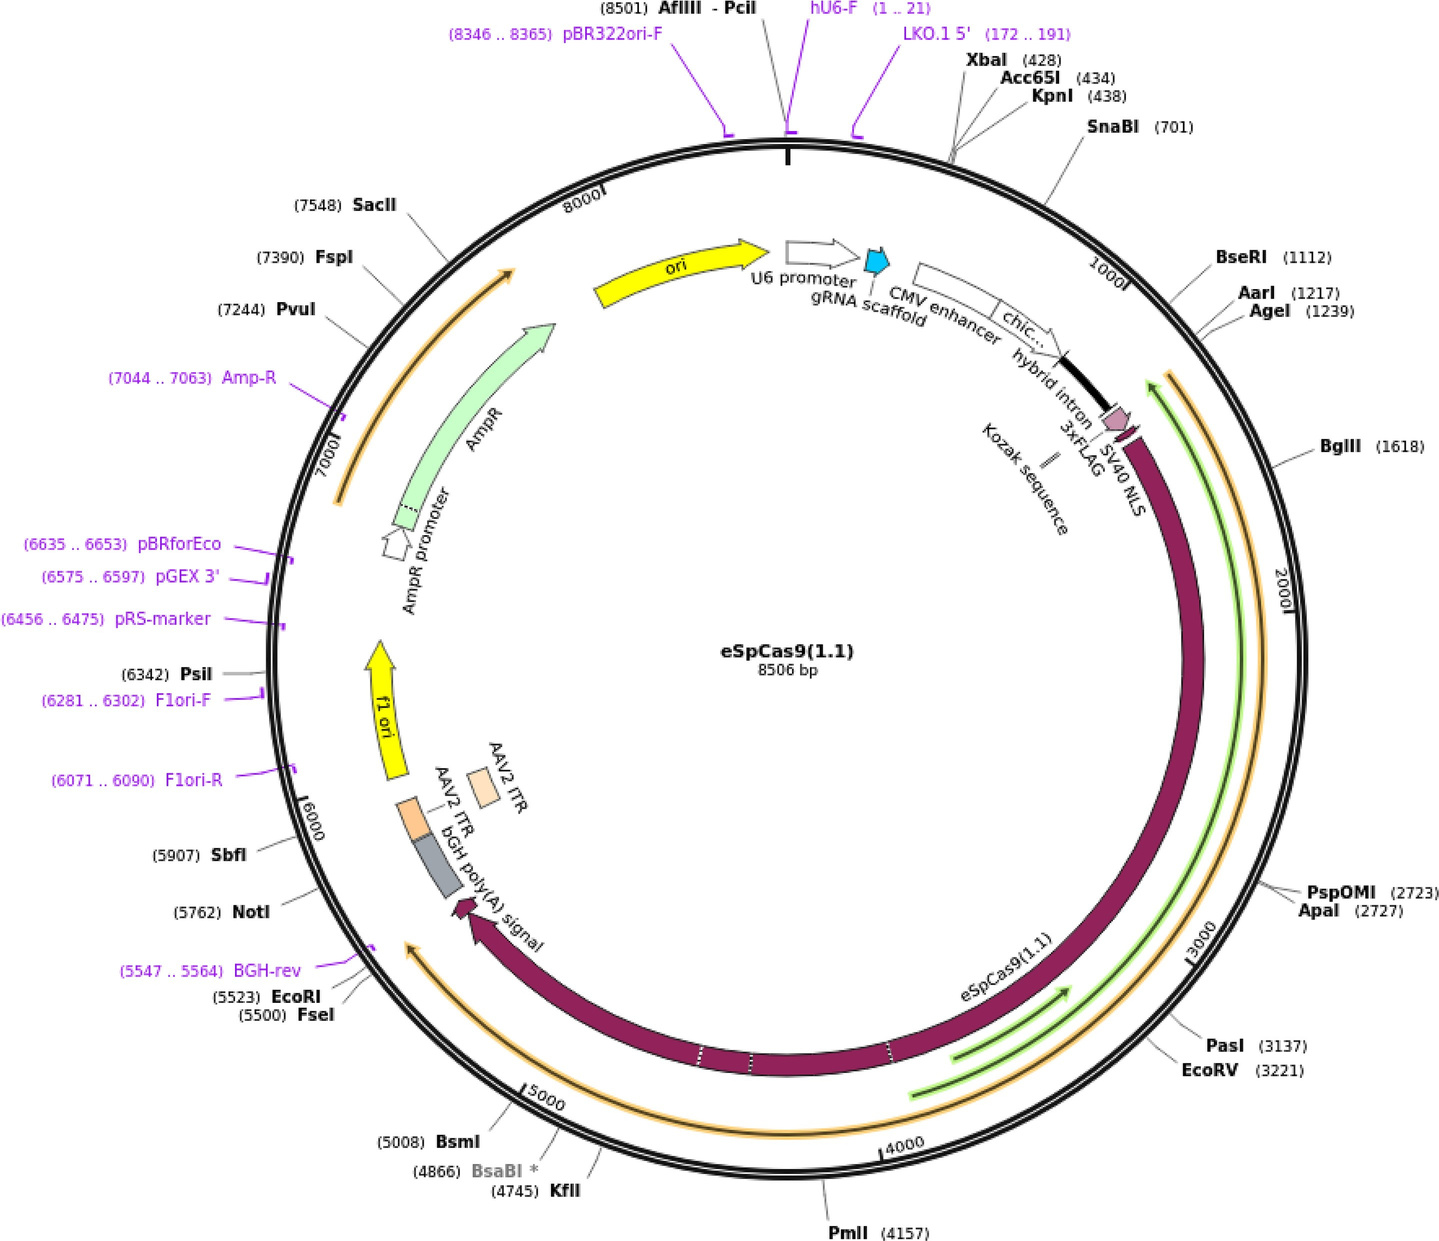 (8501) AflIII - PciI
hU6-F (1 .. 21)
(8346 .. 8365) pBR322ori-F
LKO.1 5' (172 .. 191)
XbaI (428)
Acc65I (434)
KpnI (438)
SnaBI (701)
BseRI (1112)
AarI (1217)
AgeI (1239)
BglII (1618)
PspOMI (2723)
ApaI (2727)
PasI (3137)
EcoRV (3221)
PmlI (4157)
(4745) KflI
(4866) BsaBI *
(5008) BsmI
(5500) FseI
(5523) EcoRI
(5547 .. 5564) BGH-rev
(5762) NotI
(5907) SbfI
(6071 .. 6090) F1ori-R
(6281 .. 6302) F1ori-F
(6342) PsiI
(6456 .. 6475) pRS-marker
(6575 .. 6597) pGEX 3'
(6635 .. 6653) pBRforEco
(7044 .. 7063) Amp-R
(7244) PvuI
(7390) FspI
(7548) SacII
1000
2000
3000
4000
5000
6000
7000
8000
ori
U6 promoter
gRNA scaffold
CMV enhancer
chic...
hybrid intron
3xFLAG
SV40 NLS
Kozak sequence
eSpCas9(1.1)
bGH poly(A) signal
AAV2 ITR
AAV2 ITR
f1 ori
AmpR promoter
AmpR
eSpCas9(1.1)
8506 bp